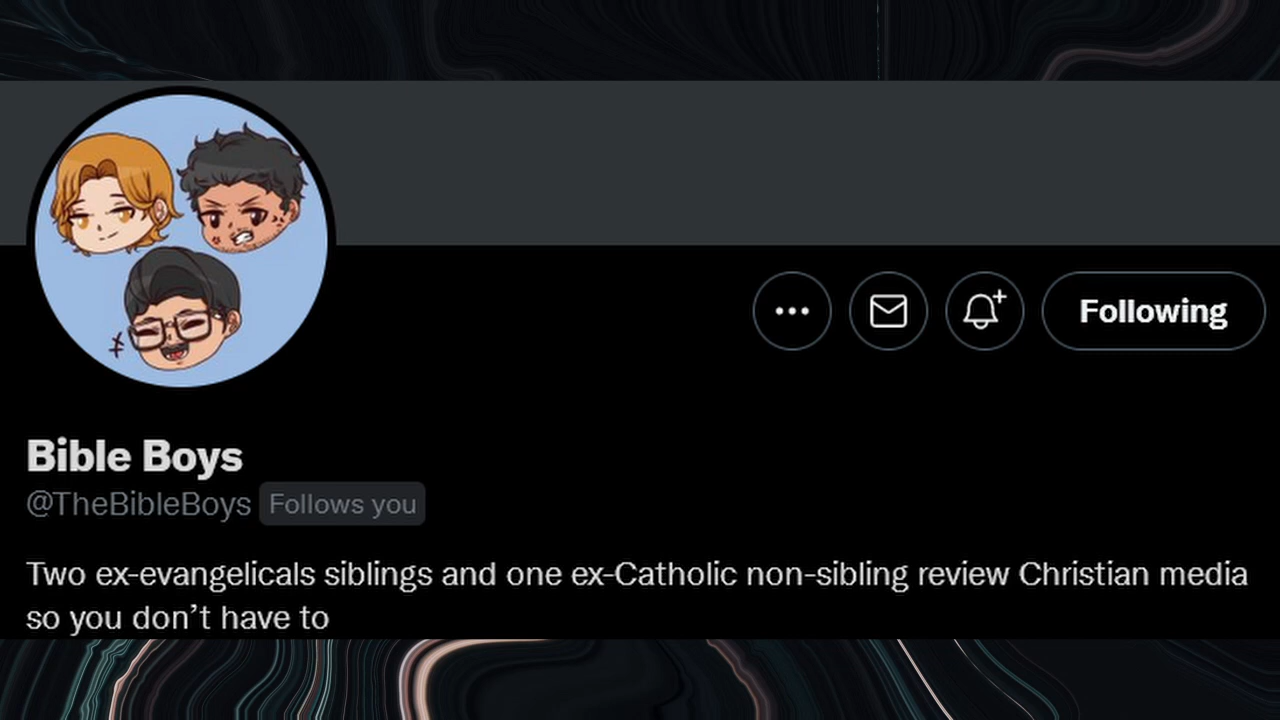 Following
Bible Boys
@TheBibleBoys Follows you
Two ex-evangelicals siblings and one ex-Catholic non-sibling review Christian media
so you don’t have to